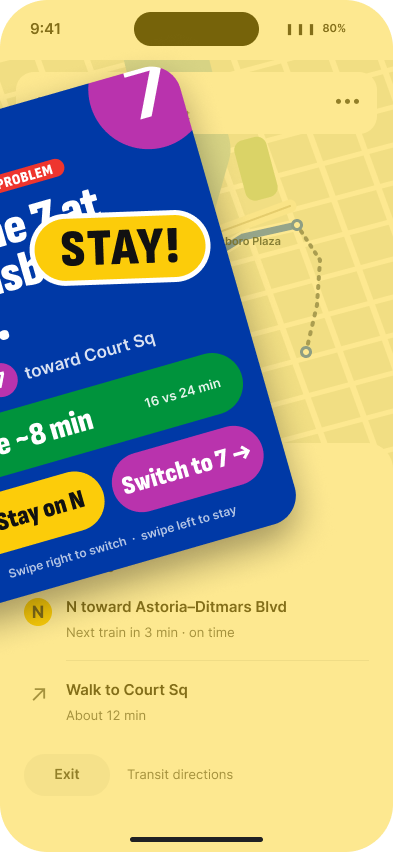 9:41
80%
7
PROBLEM
at
STAY!
boro Plaza
7 toward Court Sq
~8 min
16 vs 24 min
Stay on N
Switch to 7 →
Swipe right to switch · swipe left to stay
N N toward Astoria–Ditmars Blvd
Next train in 3 min · on time
Walk to Court Sq
About 12 min
Exit
Transit directions